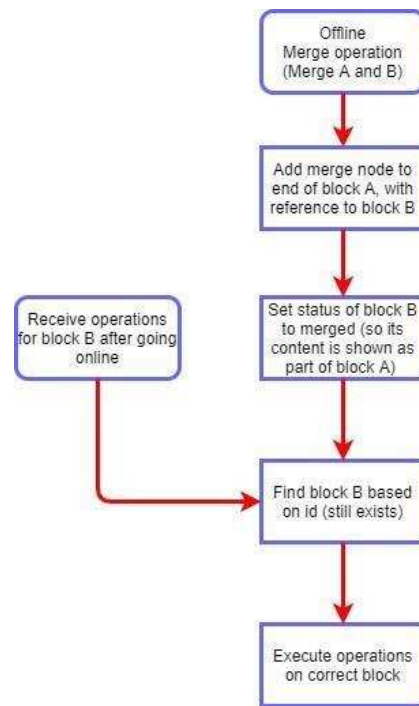 Offline
Merge operation
(Merge A and B)
Add merge node to
end of block A, with
reference to block B
Set status of block B
to merged (so its
content is shown as
part of block A)
Receive operations
for block B after going
online
Find block B based
on id (still exists)
Execute operations
on correct block